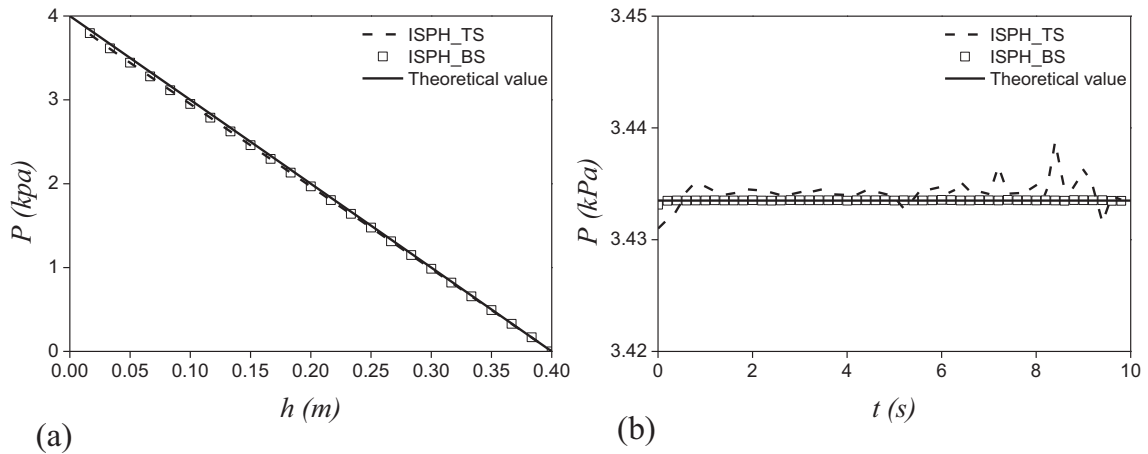 4
3
2
1
0
P (kpa)
0.00 0.05 0.10 0.15 0.20 0.25 0.30 0.35 0.40
h (m)
ISPH_TS
ISPH_BS
Theoretical value
(a)
3.45
3.44
3.43
3.42
P (kPa)
0 2 4 6 8 10
t (s)
ISPH_TS
ISPH_BS
Theoretical value
(b)